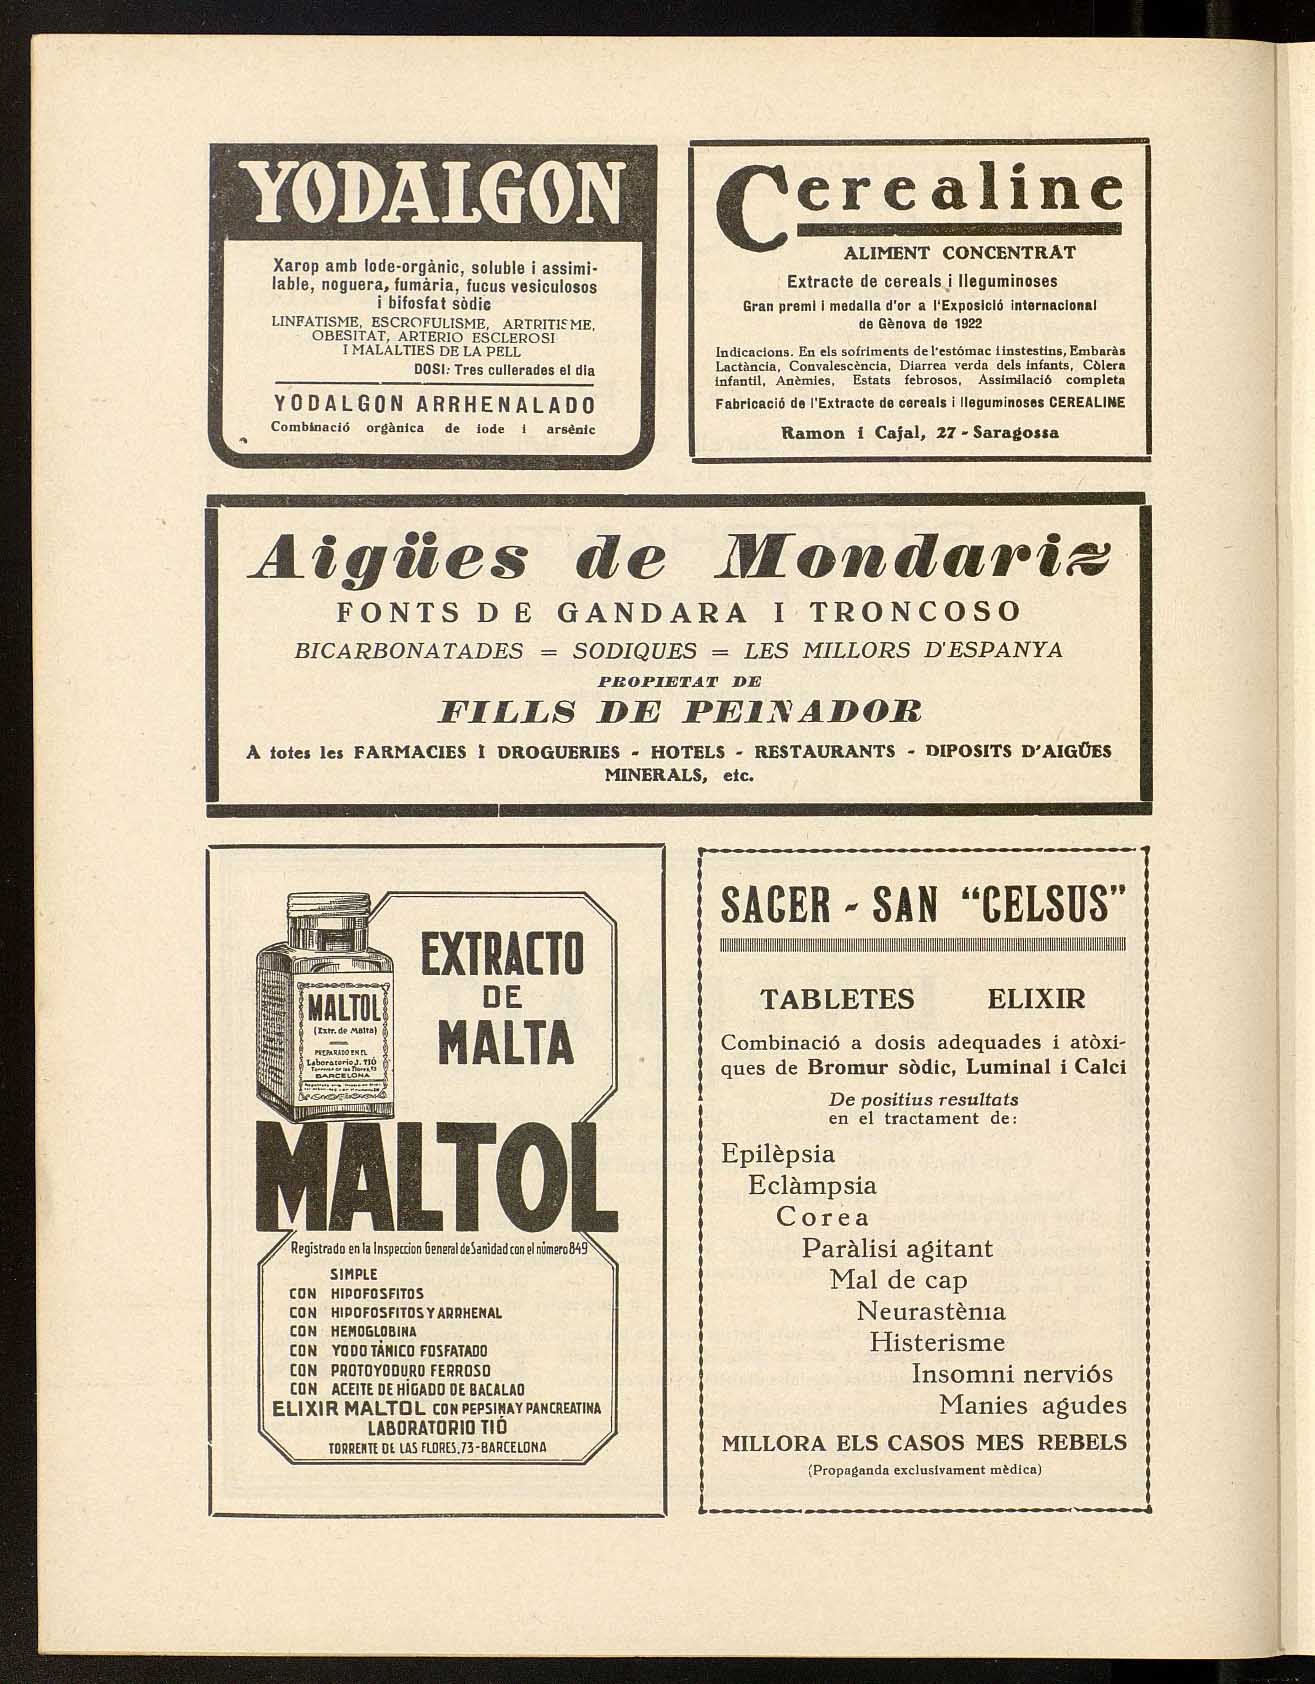 YODALGON
Xarop amb Iode-orgànic, soluble i assimi-
lable, noguera, fumària, fucus vesiculosos
i bifosfat sòdic
LINFATISME, ESCROFULISME, ARTRITISME,
OBESITAT, ARTERIO ESCLEROSI
I MALALTIES DE LA PELL
DOSI: Tres cullerades el dia
YODALGON ARRHENALADO
Combinació orgànica de iode i arsènic
Cerealine
ALIMENT CONCENTRAT
Extracte de cereals i lleguminoses
Gran premi i medalla d'or a l'Exposició internacional
de Gènova de 1922
Indicacions. En els sofriments de l'estómac i instestins, Embaràs
Lactància, Convalescència, Diarrea verda dels infants, Còlera
infantil, Anèmies, Estats febrosos, Assimilació completa
Fabricació de l'Extracte de cereals i lleguminoses CEREALINE
Ramon i Cajal, 27 - Saragossa
Aigües de Mondariz
FONTS DE GANDARA I TRONCOSO
BICARBONATADES = SODIQUES = LES MILLORS D'ESPANYA
PROPIETAT DE
FILLS DE PEINADOR
A totes les FARMACIES I DROGUERIES - HOTELS - RESTAURANTS - DIPOSITS D'AIGÜES
MINERALS, etc.
EXTRACTO
DE
MALTA
MALTOL
(Extr. de Malta)
PREPARADO EN EL
Laboratorio J. TIÓ
Torrente de las Flores, 73
BARCELONA
MALTOL
Registrado en la Inspeccion General de Sanidad con el número 849
SIMPLE
CON HIPOFOSFITOS
CON HIPOFOSFITOS Y ARRHENAL
CON HEMOGLOBINA
CON YODO TÁNICO FOSFATADO
CON PROTOYODURO FERROSO
CON ACEITE DE HÍGADO DE BACALAO
ELIXIR MALTOL CON PEPSINA Y PANCREATINA
LABORATORIO TIÓ
TORRENTE DE LAS FLORES, 73-BARCELONA
SACER - SAN "CELSUS"
TABLETES ELIXIR
Combinació a dosis adequades i atòxi-
ques de Bromur sòdic, Luminal i Calci
De positius resultats
en el tractament de:
Epilèpsia
Eclàmpsia
Corea
Paràlisi agitant
Mal de cap
Neurastènia
Histerisme
Insomni nerviós
Manies agudes
MILLORA ELS CASOS MES REBELS
(Propaganda exclusivament mèdica)